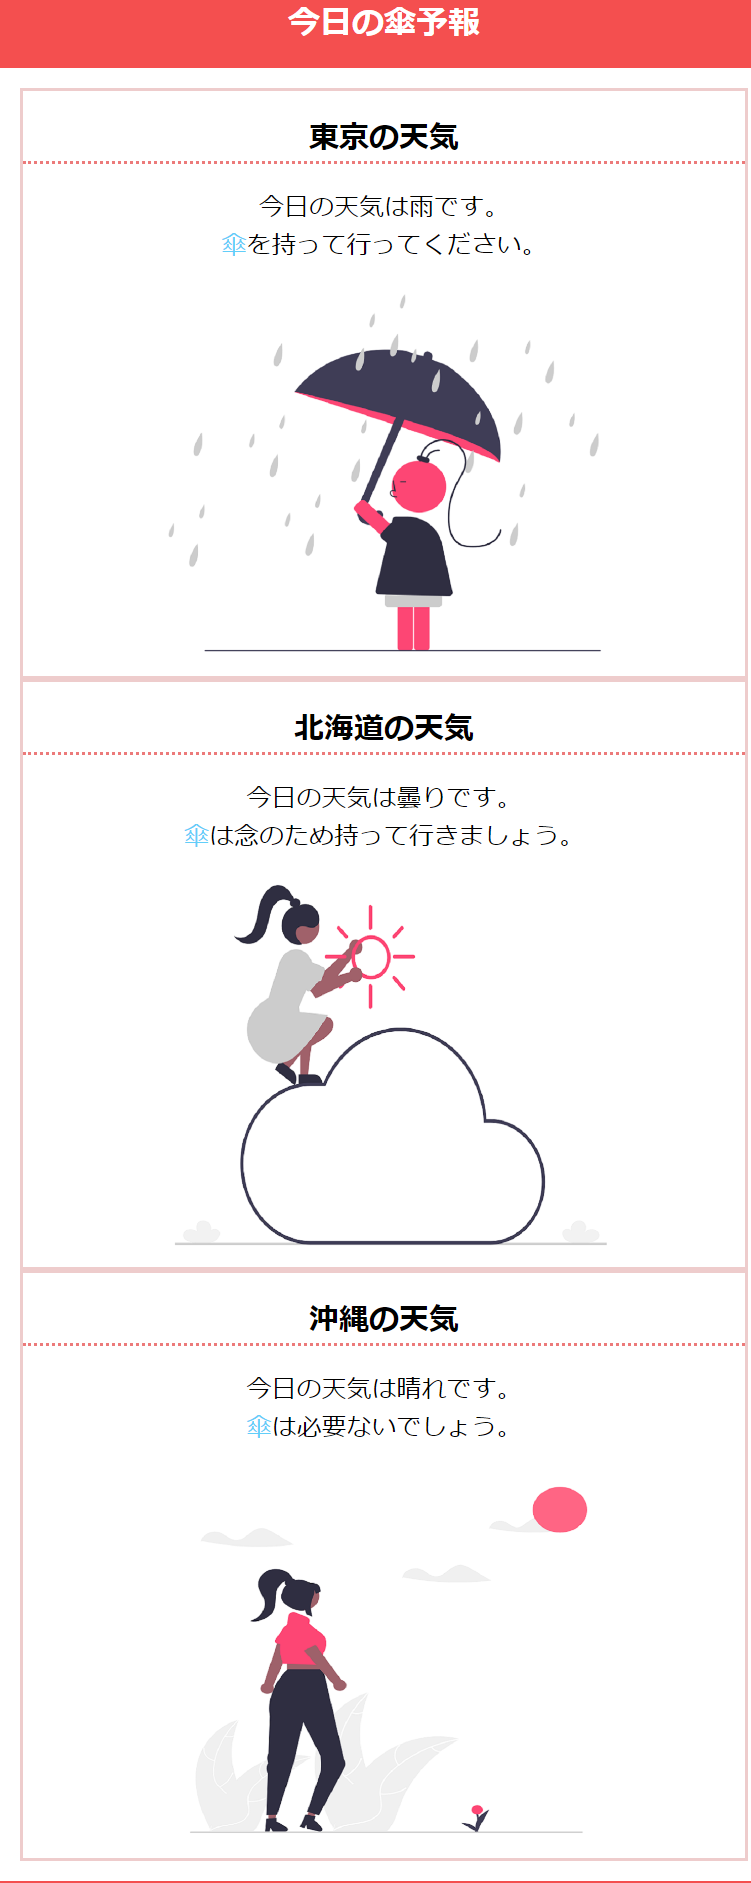 今日の傘予報
東京の天気
今日の天気は雨です。
傘を持って行ってください。
北海道の天気
今日の天気は曇りです。
傘は念のため持って行きましょう。
沖縄の天気
今日の天気は晴れです。
傘は必要ないでしょう。